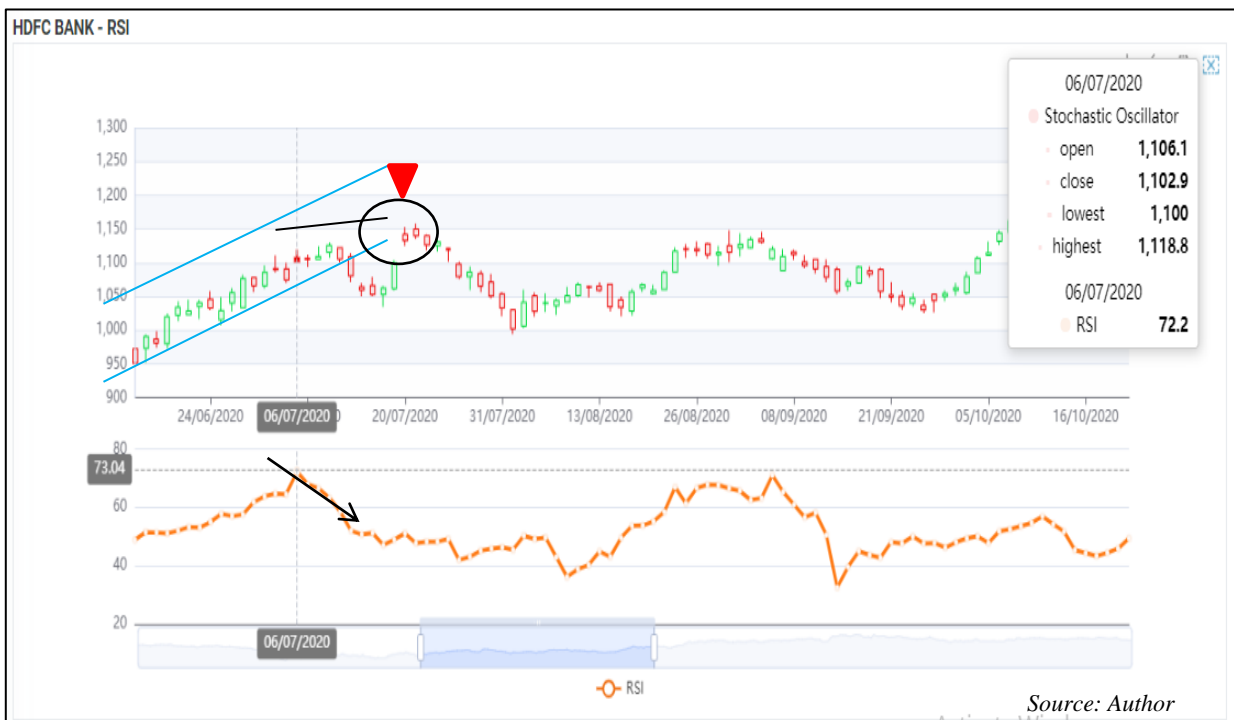 HDFC BANK - RSI
06/07/2020
Stochastic Oscillator
open 1,106.1
close 1,102.9
lowest 1,100
highest 1,118.8
06/07/2020
RSI 72.2
1,300
1,250
1,200
1,150
1,100
1,050
1,000
950
900
24/06/2020 06/07/2020 20/07/2020 31/07/2020 13/08/2020 26/08/2020 08/09/2020 21/09/2020 05/10/2020 16/10/2020
80
73.04
60
40
20
06/07/2020
RSI
Source: Author